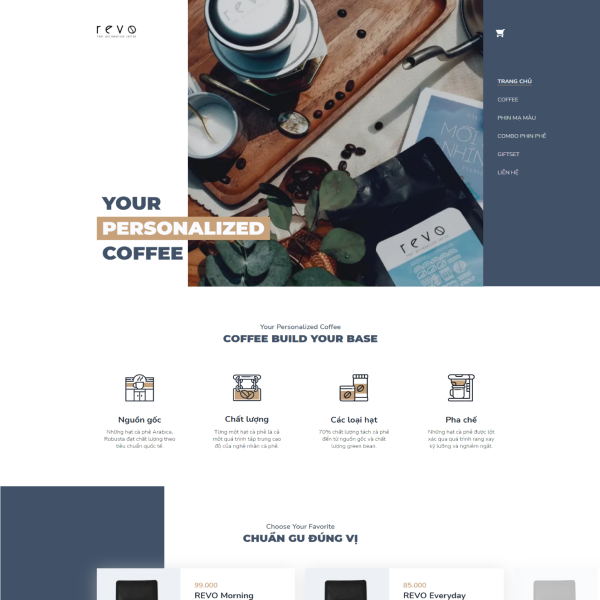 revo
TRANG CHỦ
COFFEE
PHIN MẠ MÀU
COMBO PHIN PHÊ
GIFTSET
LIÊN HỆ
YOUR
PERSONALIZED
COFFEE
revo
Your Personalized Coffee
COFFEE BUILD YOUR BASE
Nguồn gốc
Những hạt cà phê Arabica,
Robusta đạt chất lượng theo
tiêu chuẩn quốc tế
Chất lượng
Từng một hạt cà phê là cả
một quá trình tập trung cao
độ của nghệ nhân cà phê.
Các loại hạt
70% chất lượng tách cà phê
đến từ nguồn gốc và chất
lượng green bean.
Pha chế
Những hạt cà phê được lột
xác qua quá trình rang xay
kỹ lưỡng và nghiêm ngặt.
Choose Your Favorite
CHUẨN GU ĐÚNG VỊ
99.000
REVO Morning
85.000
REVO Everyday